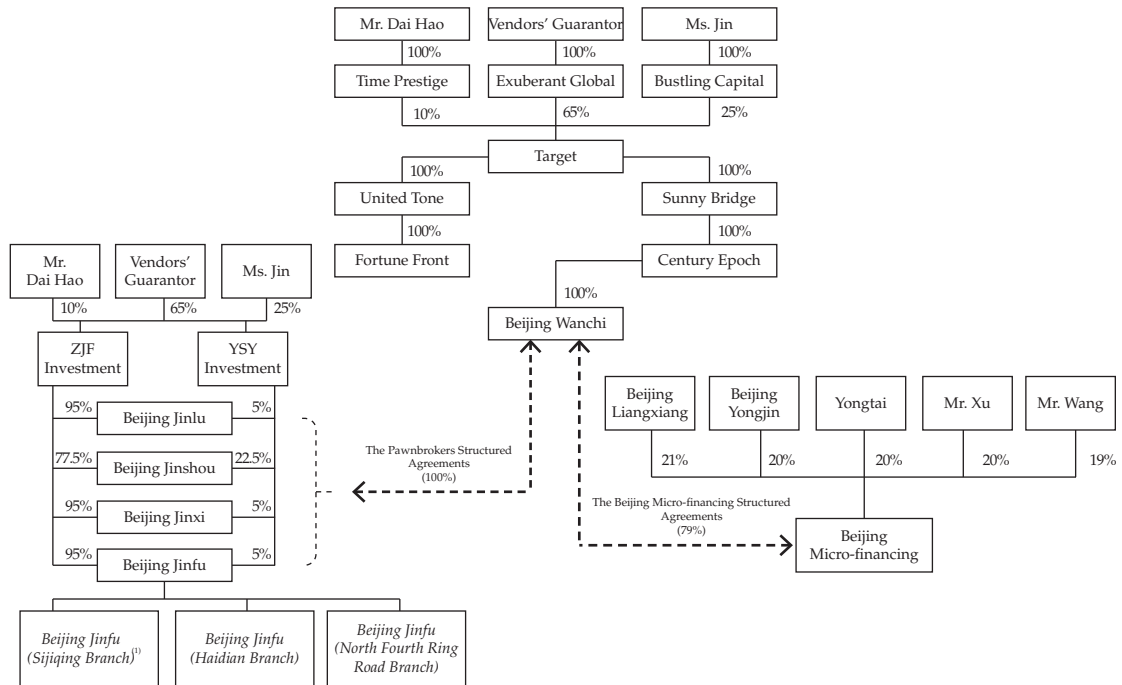 Mr. Dai Hao
Vendors' Guarantor
Ms. Jin
100%
100%
100%
Time Prestige
Exuberant Global
Bustling Capital
10%
65%
25%
Target
100%
100%
United Tone
Sunny Bridge
100%
100%
Fortune Front
Century Epoch
100%
Beijing Wanchi
Mr.
Dai Hao
Vendors'
Guarantor
Ms. Jin
10%
65%
25%
ZJF
Investment
YSY
Investment
95%
Beijing Jinlu
5%
77.5%
Beijing Jinshou
22.5%
95%
Beijing Jinxi
5%
95%
Beijing Jinfu
5%
Beijing Jinfu
(Sijiqing Branch)(1)
Beijing Jinfu
(Haidian Branch)
Beijing Jinfu
(North Fourth Ring
Road Branch)
The Pawnbrokers Structured
Agreements
(100%)
Beijing
Liangxiang
Beijing
Yongjin
Yongtai
Mr. Xu
Mr. Wang
21%
20%
20%
20%
19%
The Beijing Micro-financing Structured
Agreements
(79%)
Beijing
Micro-financing